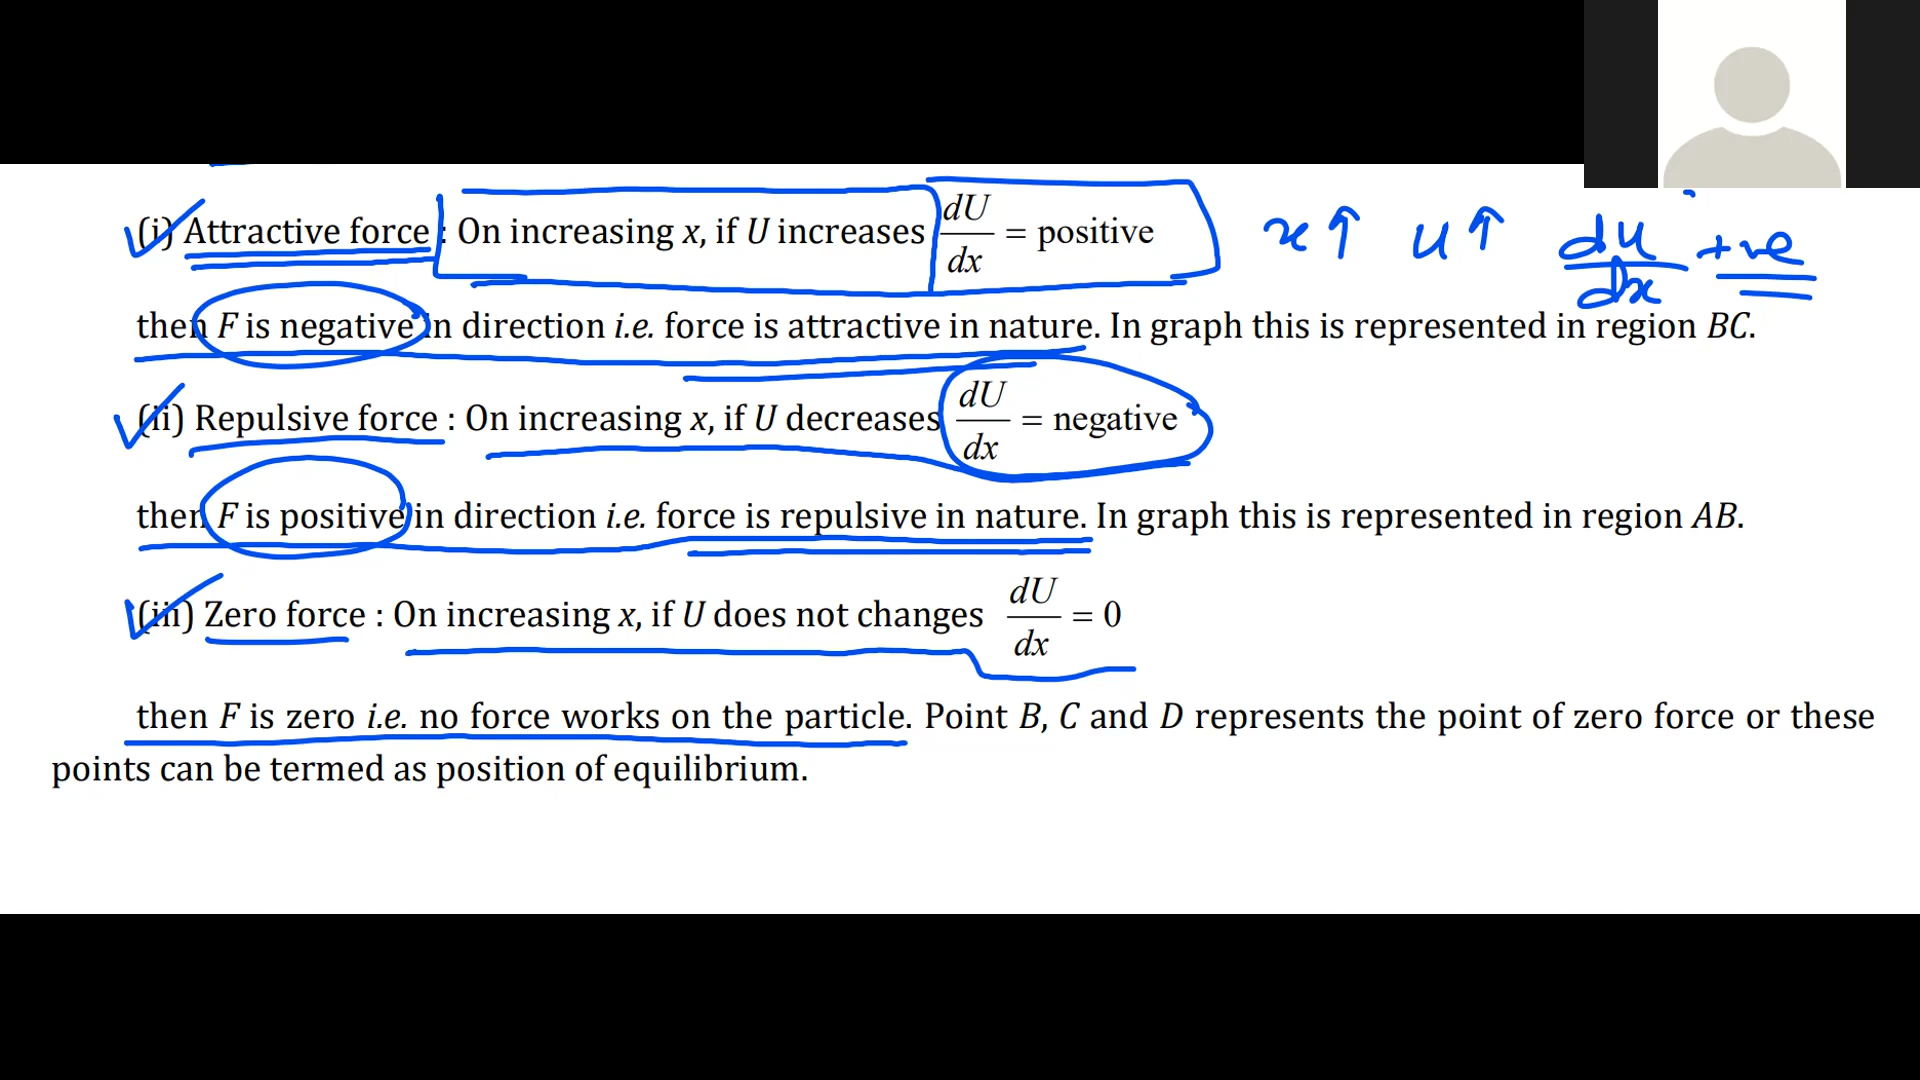 (i) Attractive force : On increasing x, if U increases dU/dx = positive x ↑ u ↑ du/dx +ve
then F is negative in direction i.e. force is attractive in nature. In graph this is represented in region BC.
(ii) Repulsive force : On increasing x, if U decreases dU/dx = negative
then F is positive in direction i.e. force is repulsive in nature. In graph this is represented in region AB.
(iii) Zero force : On increasing x, if U does not changes dU/dx = 0
then F is zero i.e. no force works on the particle. Point B, C and D represents the point of zero force or these
points can be termed as position of equilibrium.